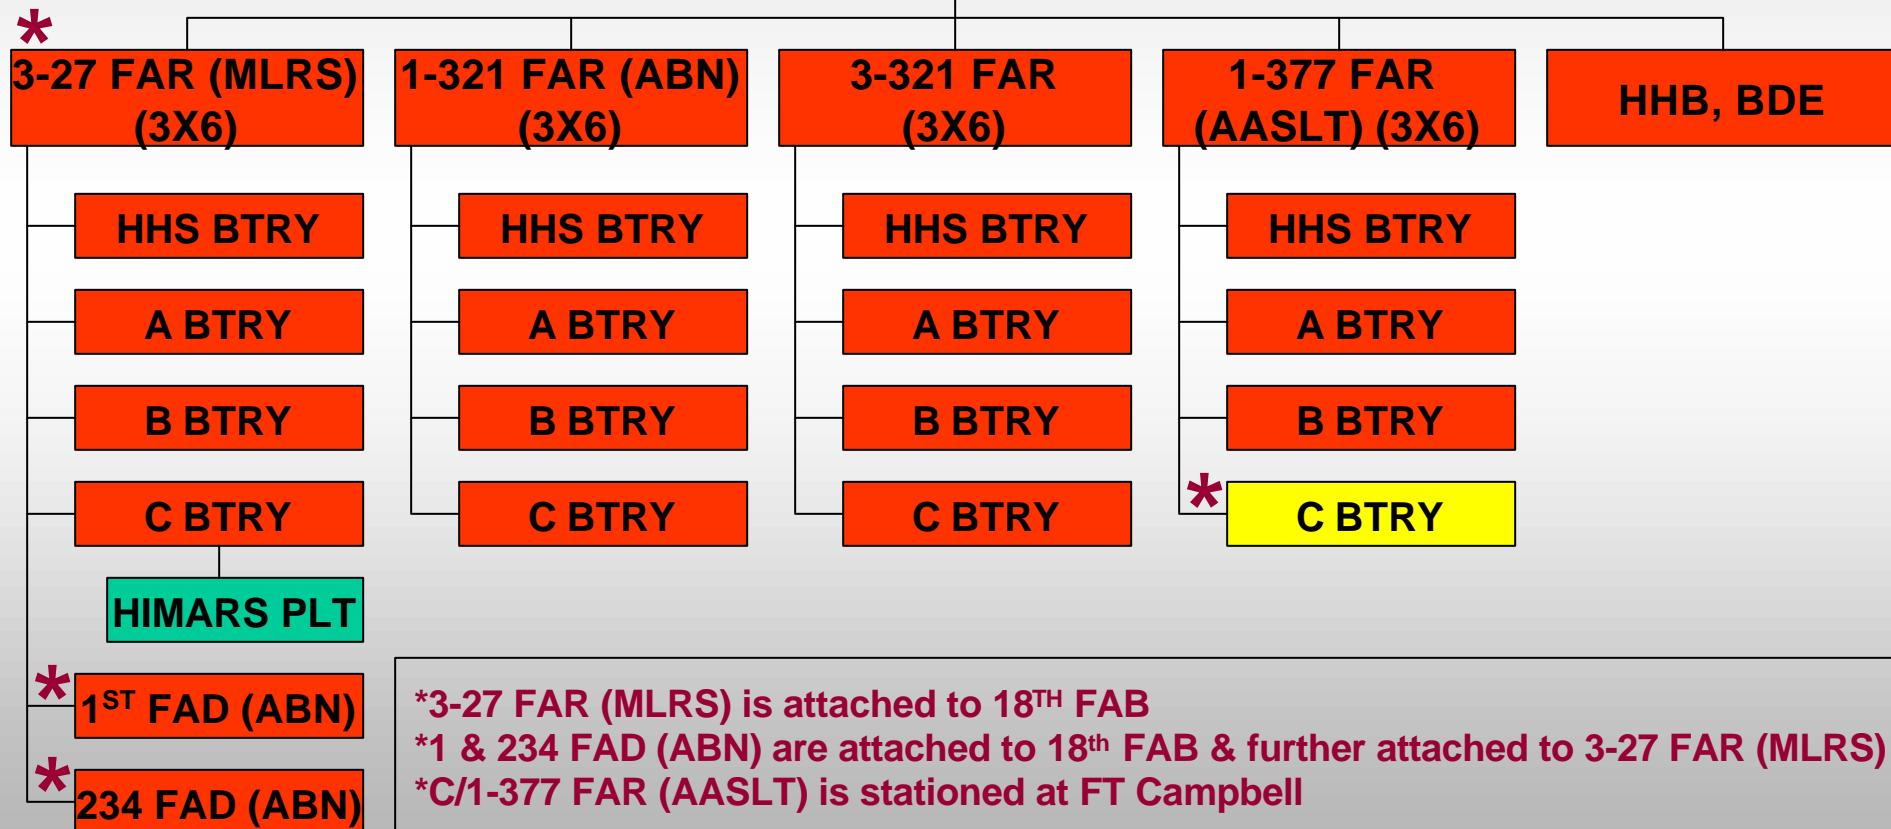 *
3-27 FAR (MLRS)
(3X6)
HHS BTRY
A BTRY
B BTRY
C BTRY
HIMARS PLT
*
1ST FAD (ABN)
*
234 FAD (ABN)
1-321 FAR (ABN)
(3X6)
HHS BTRY
A BTRY
B BTRY
C BTRY
3-321 FAR
(3X6)
HHS BTRY
A BTRY
B BTRY
C BTRY
1-377 FAR
(AASLT) (3X6)
HHS BTRY
A BTRY
B BTRY
*
C BTRY
HHB, BDE
*3-27 FAR (MLRS) is attached to 18TH FAB
*1 & 234 FAD (ABN) are attached to 18th FAB & further attached to 3-27 FAR (MLRS)
*C/1-377 FAR (AASLT) is stationed at FT Campbell